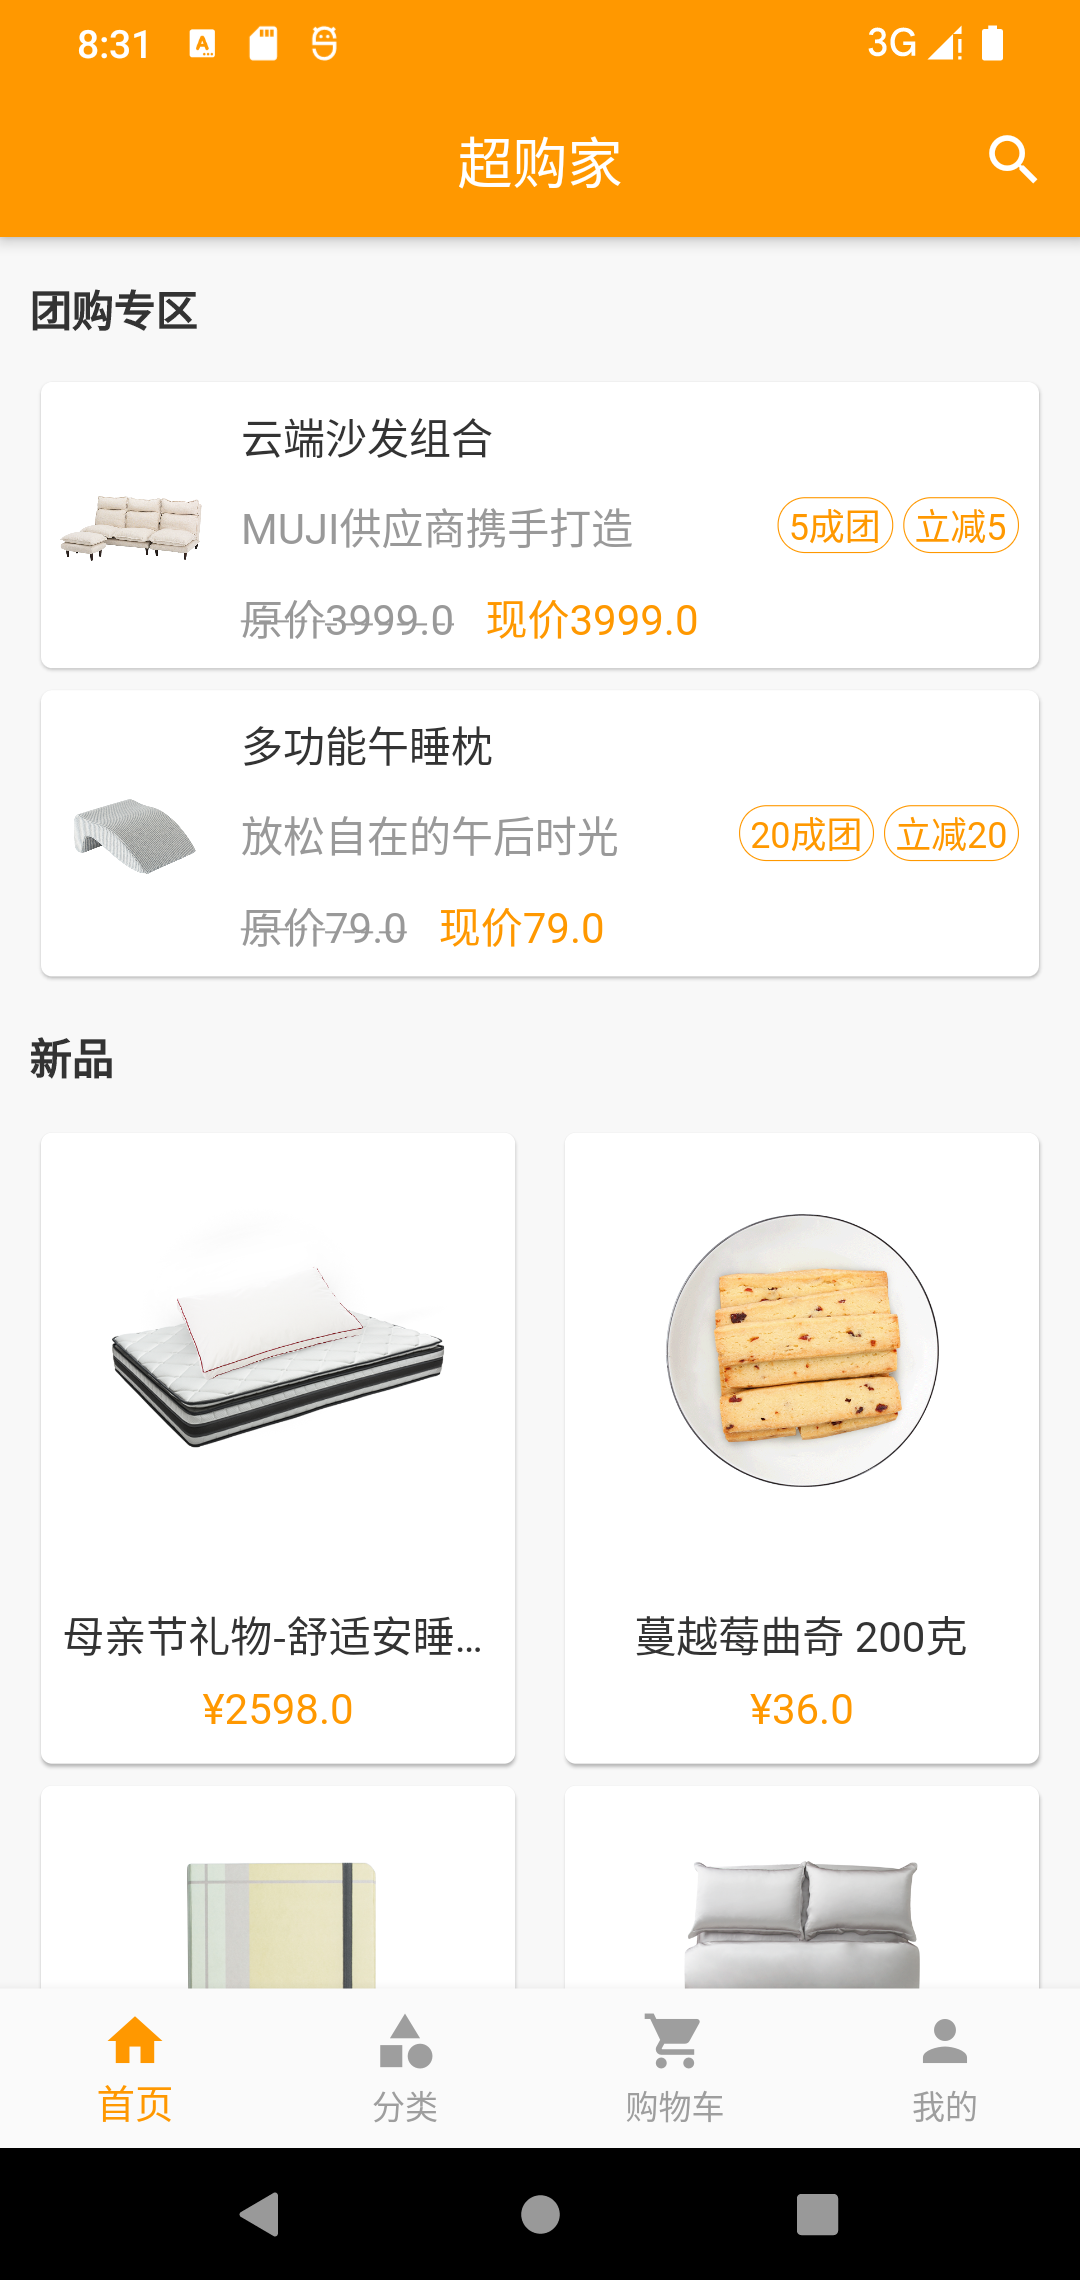 8:31
3G
超购家
团购专区
云端沙发组合
MUJI供应商携手打造
5成团 立减5
原价3999.0 现价3999.0
多功能午睡枕
放松自在的午后时光
20成团 立减20
原价79.0 现价79.0
新品
母亲节礼物-舒适安睡...
¥2598.0
蔓越莓曲奇 200克
¥36.0
首页
分类
购物车
我的